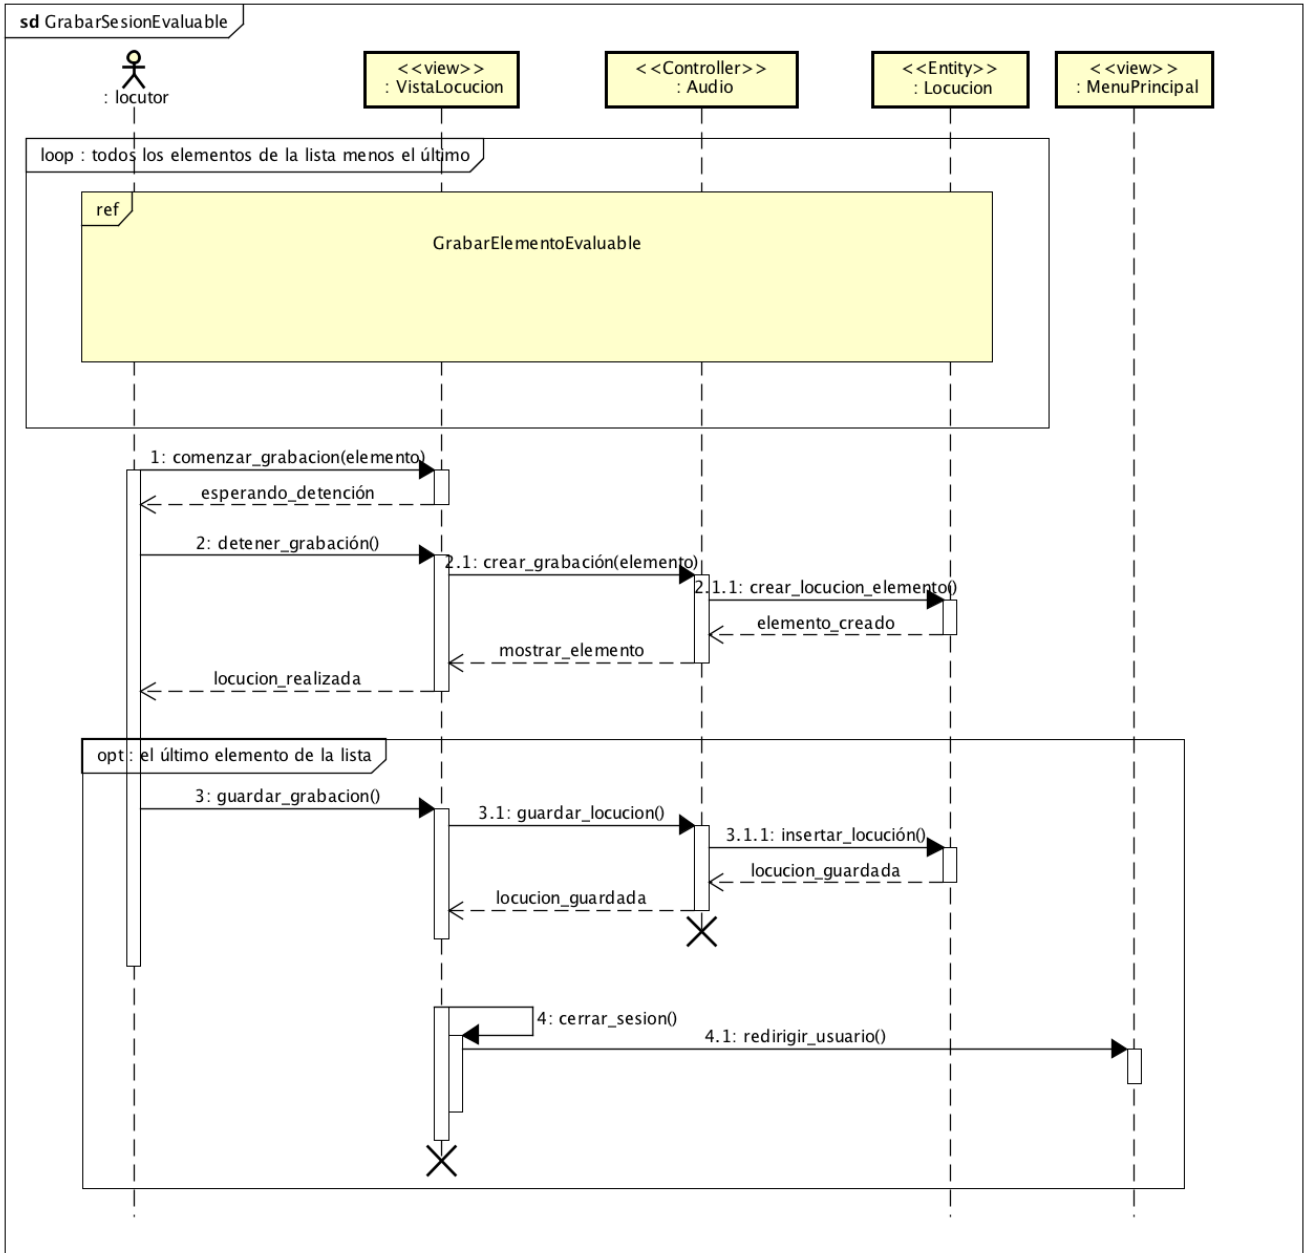 sd GrabarSesionEvaluable
: locutor
<<view>>
: VistaLocucion
<<Controller>>
: Audio
<<Entity>>
: Locucion
<<view>>
: MenuPrincipal
loop : todos los elementos de la lista menos el último
ref
GrabarElementoEvaluable
1: comenzar_grabacion(elemento)
esperando_detención
2: detener_grabación()
2.1: crear_grabación(elemento)
2.1.1: crear_locucion_elemento()
elemento_creado
mostrar_elemento
locucion_realizada
opt : el último elemento de la lista
3: guardar_grabacion()
3.1: guardar_locucion()
3.1.1: insertar_locución()
locucion_guardada
locucion_guardada
4: cerrar_sesion()
4.1: redirigir_usuario()